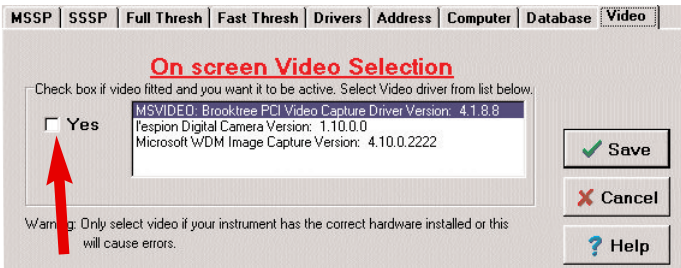 MSSP SSSP Full Thresh Fast Thresh Drivers Address Computer Database Video
On screen Video Selection
Check box if video fitted and you want it to be active. Select Video driver from list below.
Yes
MSVIDEO: Brooktree PCI Video Capture Driver Version: 4.1.8.8
l'espion Digital Camera Version: 1.10.0.0
Microsoft WDM Image Capture Version: 4.10.0.2222
Save
Cancel
Warning: Only select video if your instrument has the correct hardware installed or this
will cause errors.
? Help